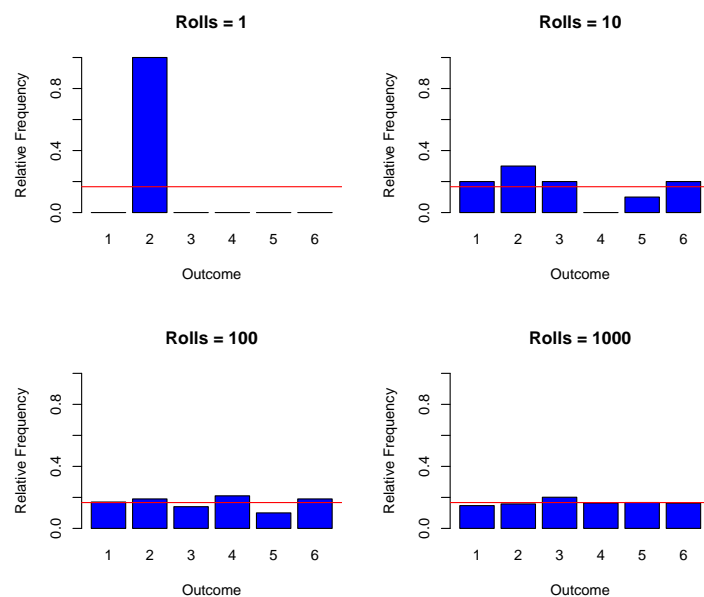 Rolls = 1
Relative Frequency
0.0 0.4 0.8
1 2 3 4 5 6
Outcome
Rolls = 10
Relative Frequency
0.0 0.4 0.8
1 2 3 4 5 6
Outcome
Rolls = 100
Relative Frequency
0.0 0.4 0.8
1 2 3 4 5 6
Outcome
Rolls = 1000
Relative Frequency
0.0 0.4 0.8
1 2 3 4 5 6
Outcome